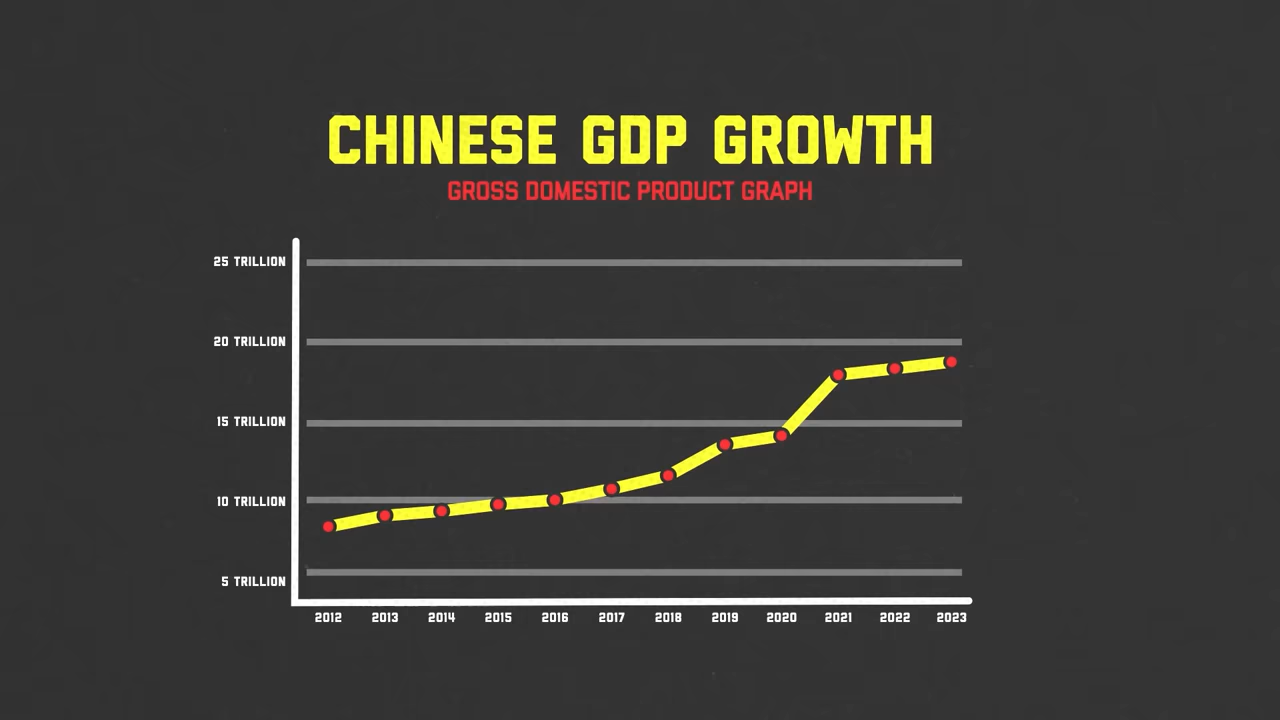 CHINESE GDP GROWTH
GROSS DOMESTIC PRODUCT GRAPH
25 TRILLION
20 TRILLION
15 TRILLION
10 TRILLION
5 TRILLION
2012 2013 2014 2015 2016 2017 2018 2019 2020 2021 2022 2023